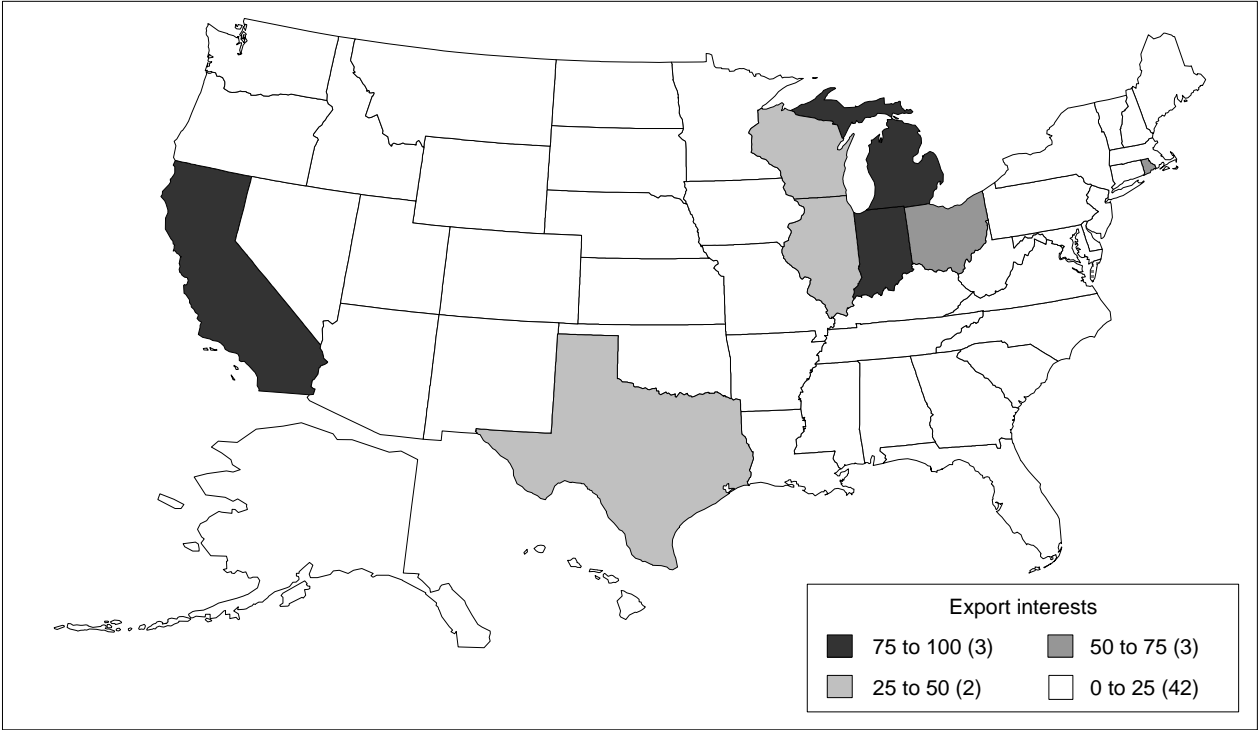 Export interests
75 to 100 (3)
50 to 75 (3)
25 to 50 (2)
0 to 25 (42)